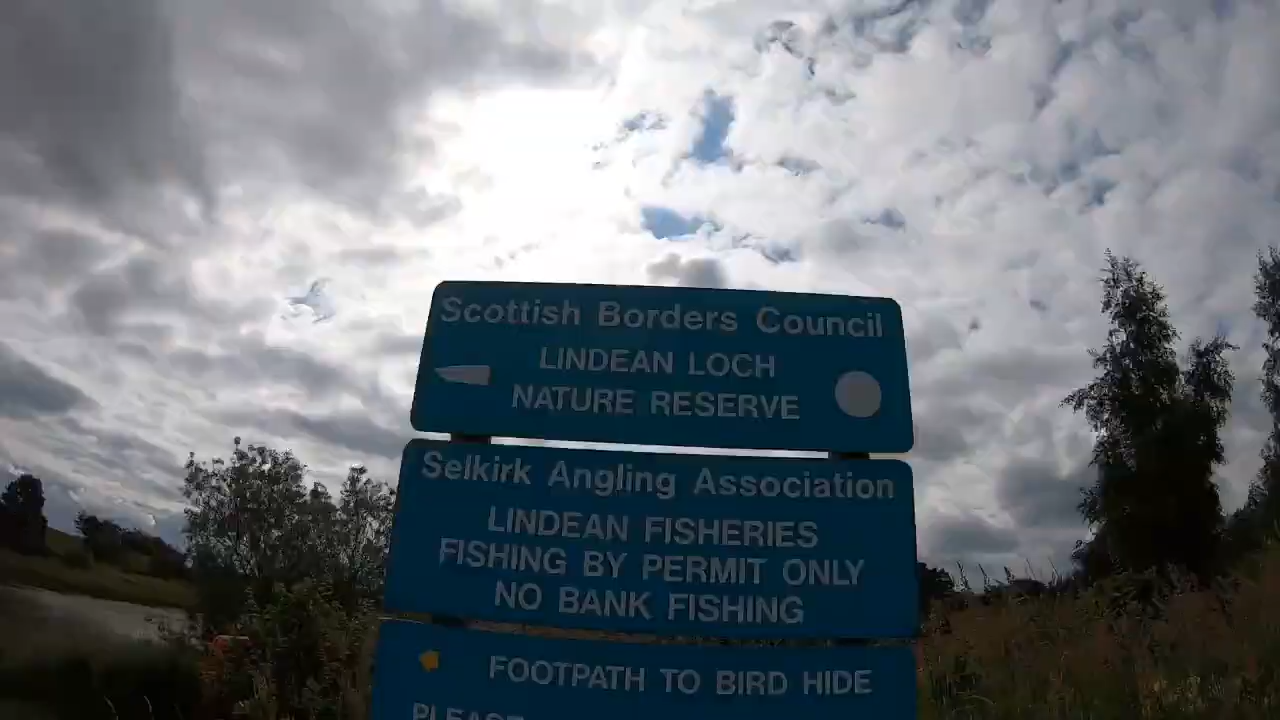 Scottish Borders Council
LINDEAN LOCH
NATURE RESERVE
Selkirk Angling Association
LINDEAN FISHERIES
FISHING BY PERMIT ONLY
NO BANK FISHING
FOOTPATH TO BIRD HIDE
PLEASE